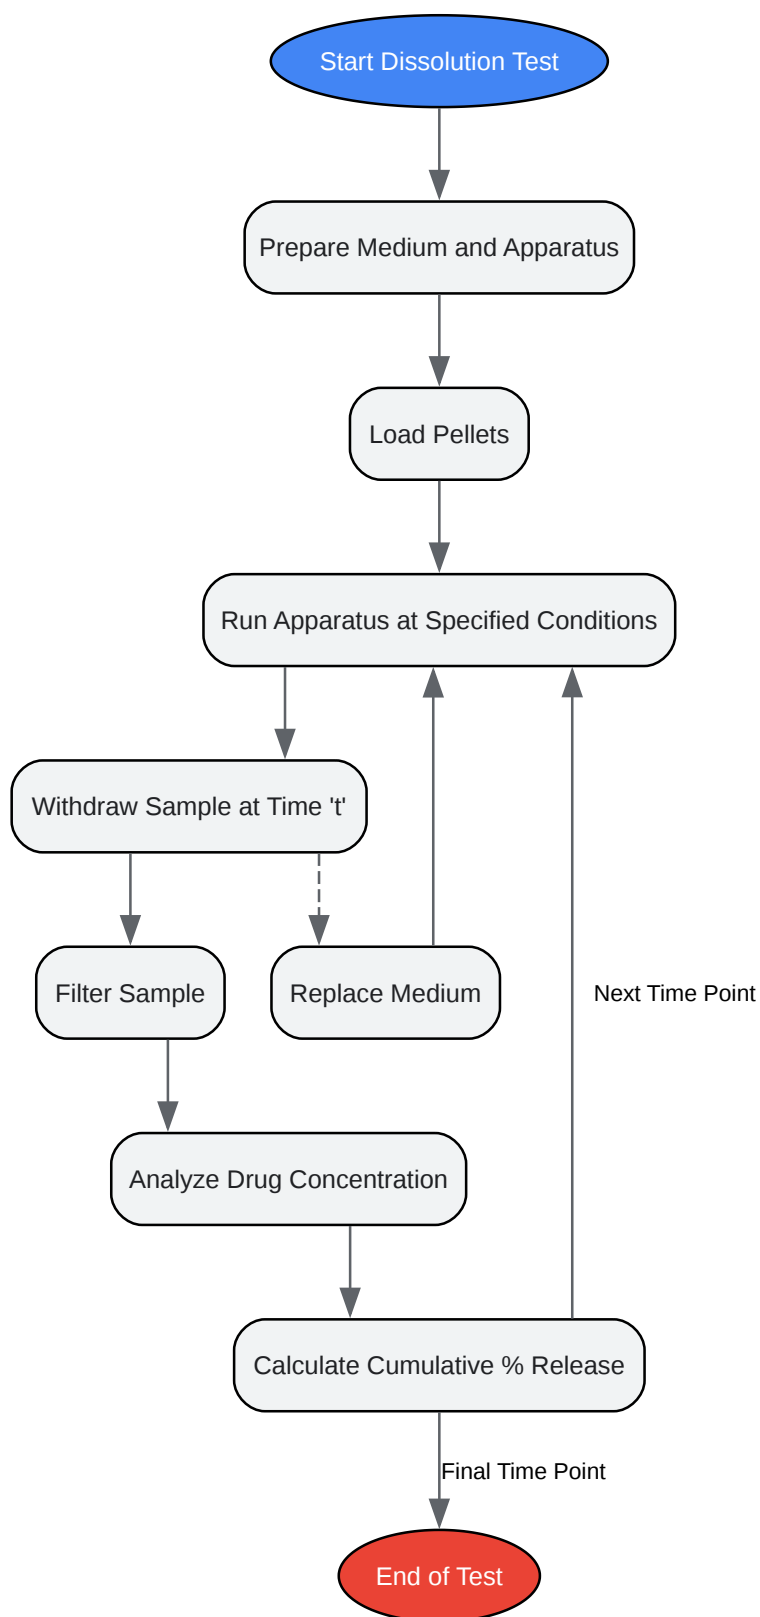 Start Dissolution Test
Prepare Medium and Apparatus
Load Pellets
Run Apparatus at Specified Conditions
Withdraw Sample at Time 't'
Filter Sample
Replace Medium
Next Time Point
Analyze Drug Concentration
Calculate Cumulative % Release
Final Time Point
End of Test